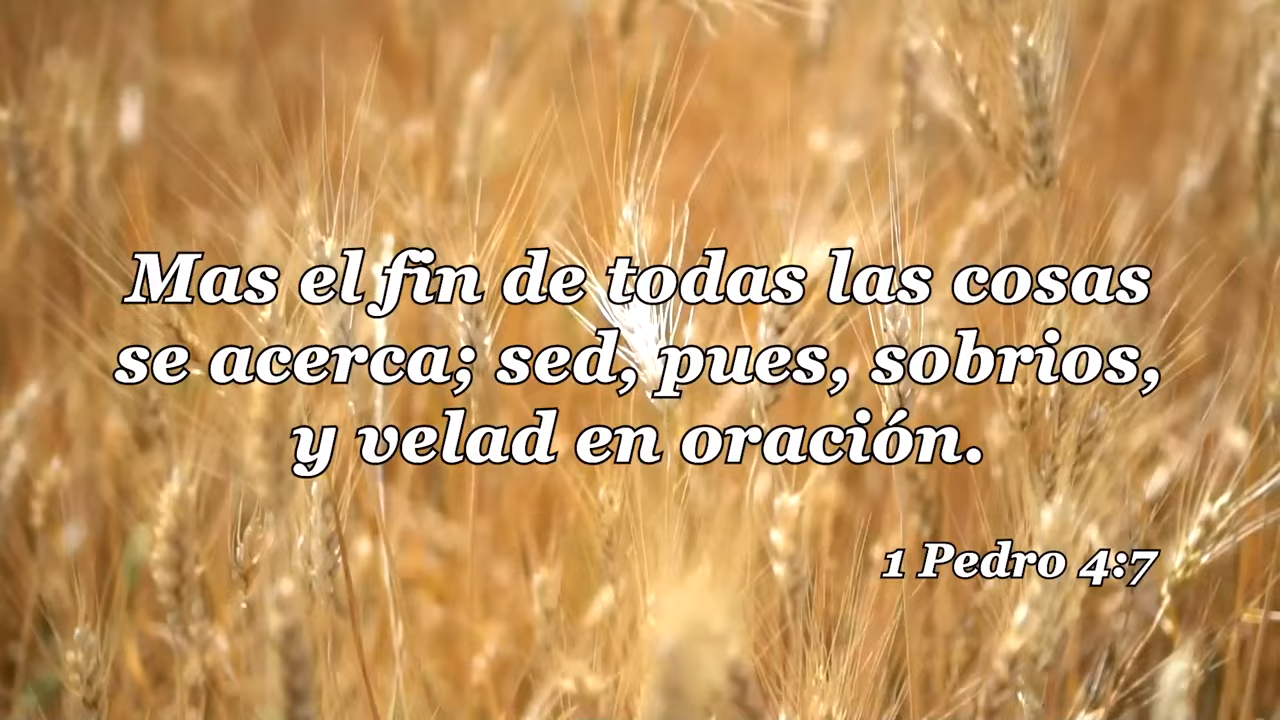 Mas el fin de todas las cosas
se acerca; sed, pues, sobrios,
y velad en oración.
1 Pedro 4:7